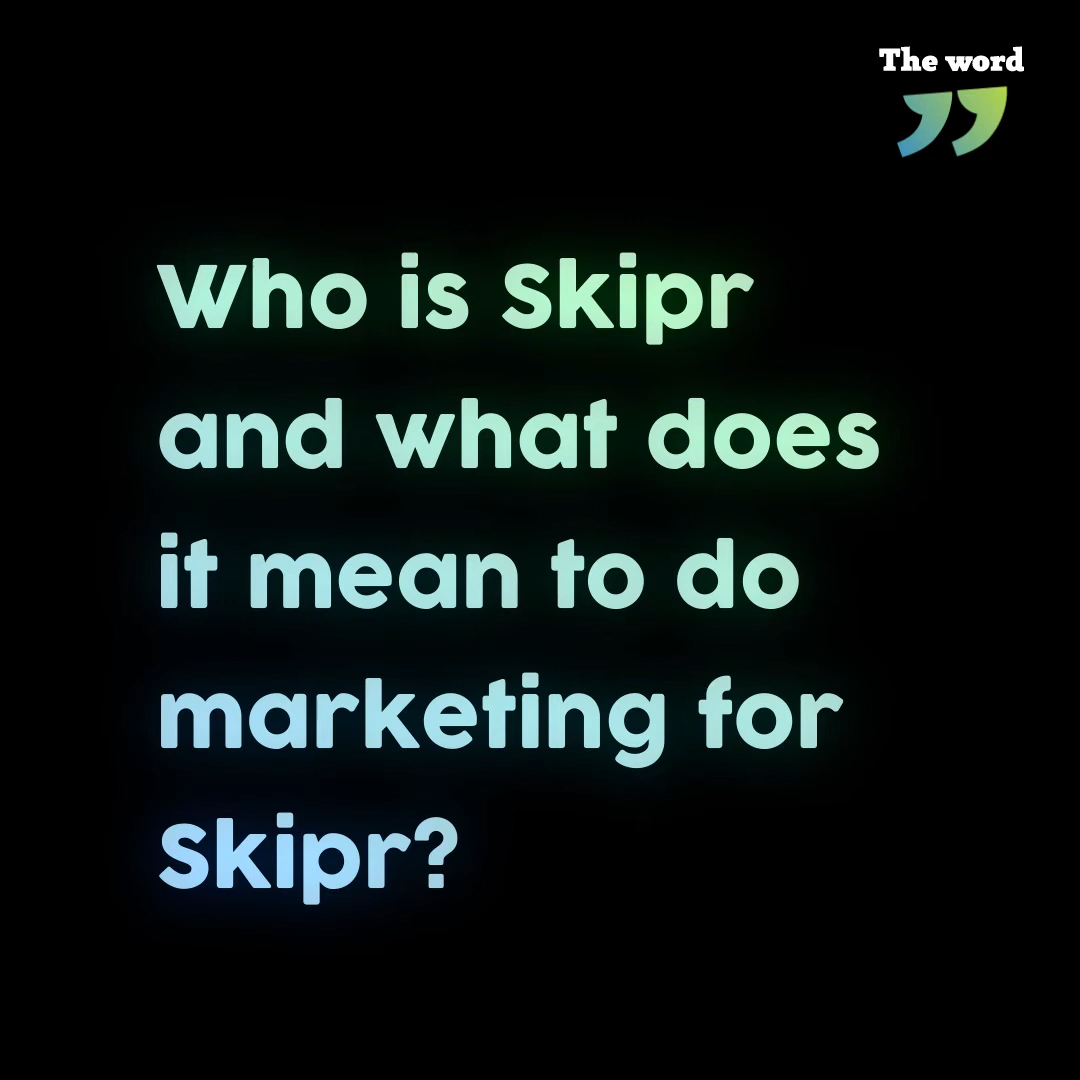 The word
Who is Skipr
and what does
it mean to do
marketing for
Skipr?